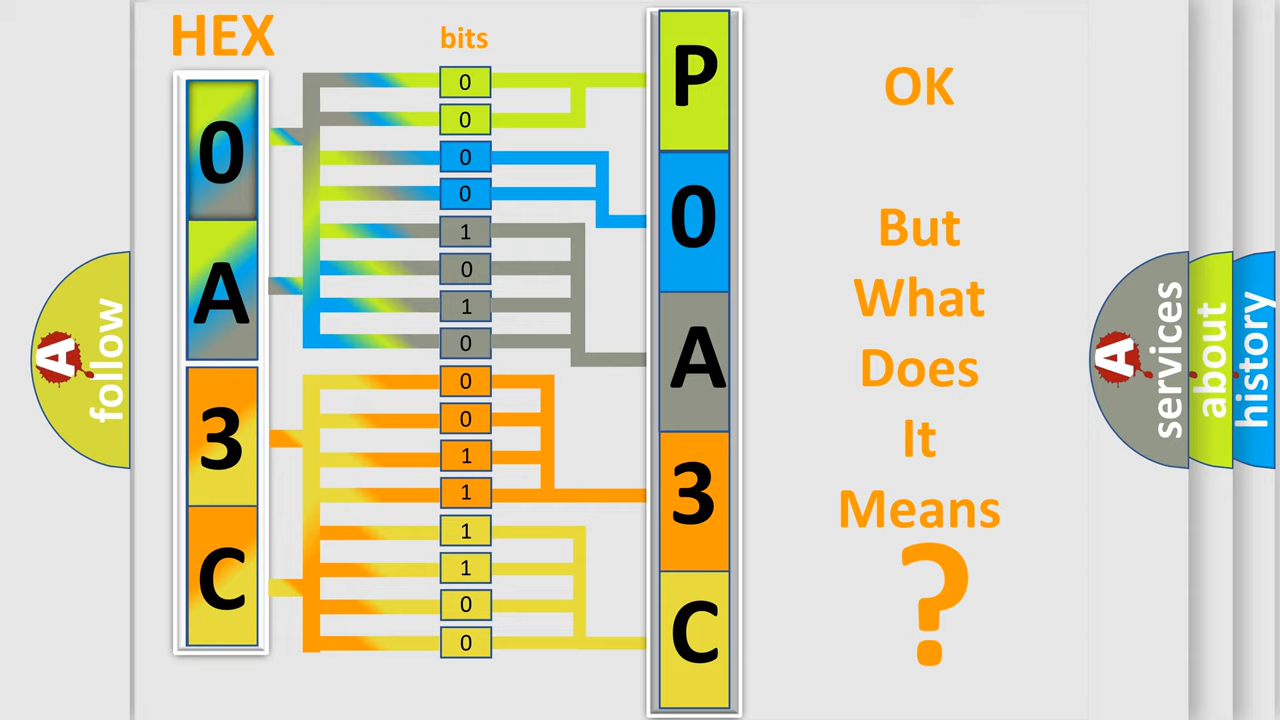 HEX
bits
0
A
3
C
0
0
0
0
1
0
1
0
0
0
1
1
1
1
0
0
P
0
A
3
C
OK
But
What
Does
It
Means
?
A
follow
A
services
about
history